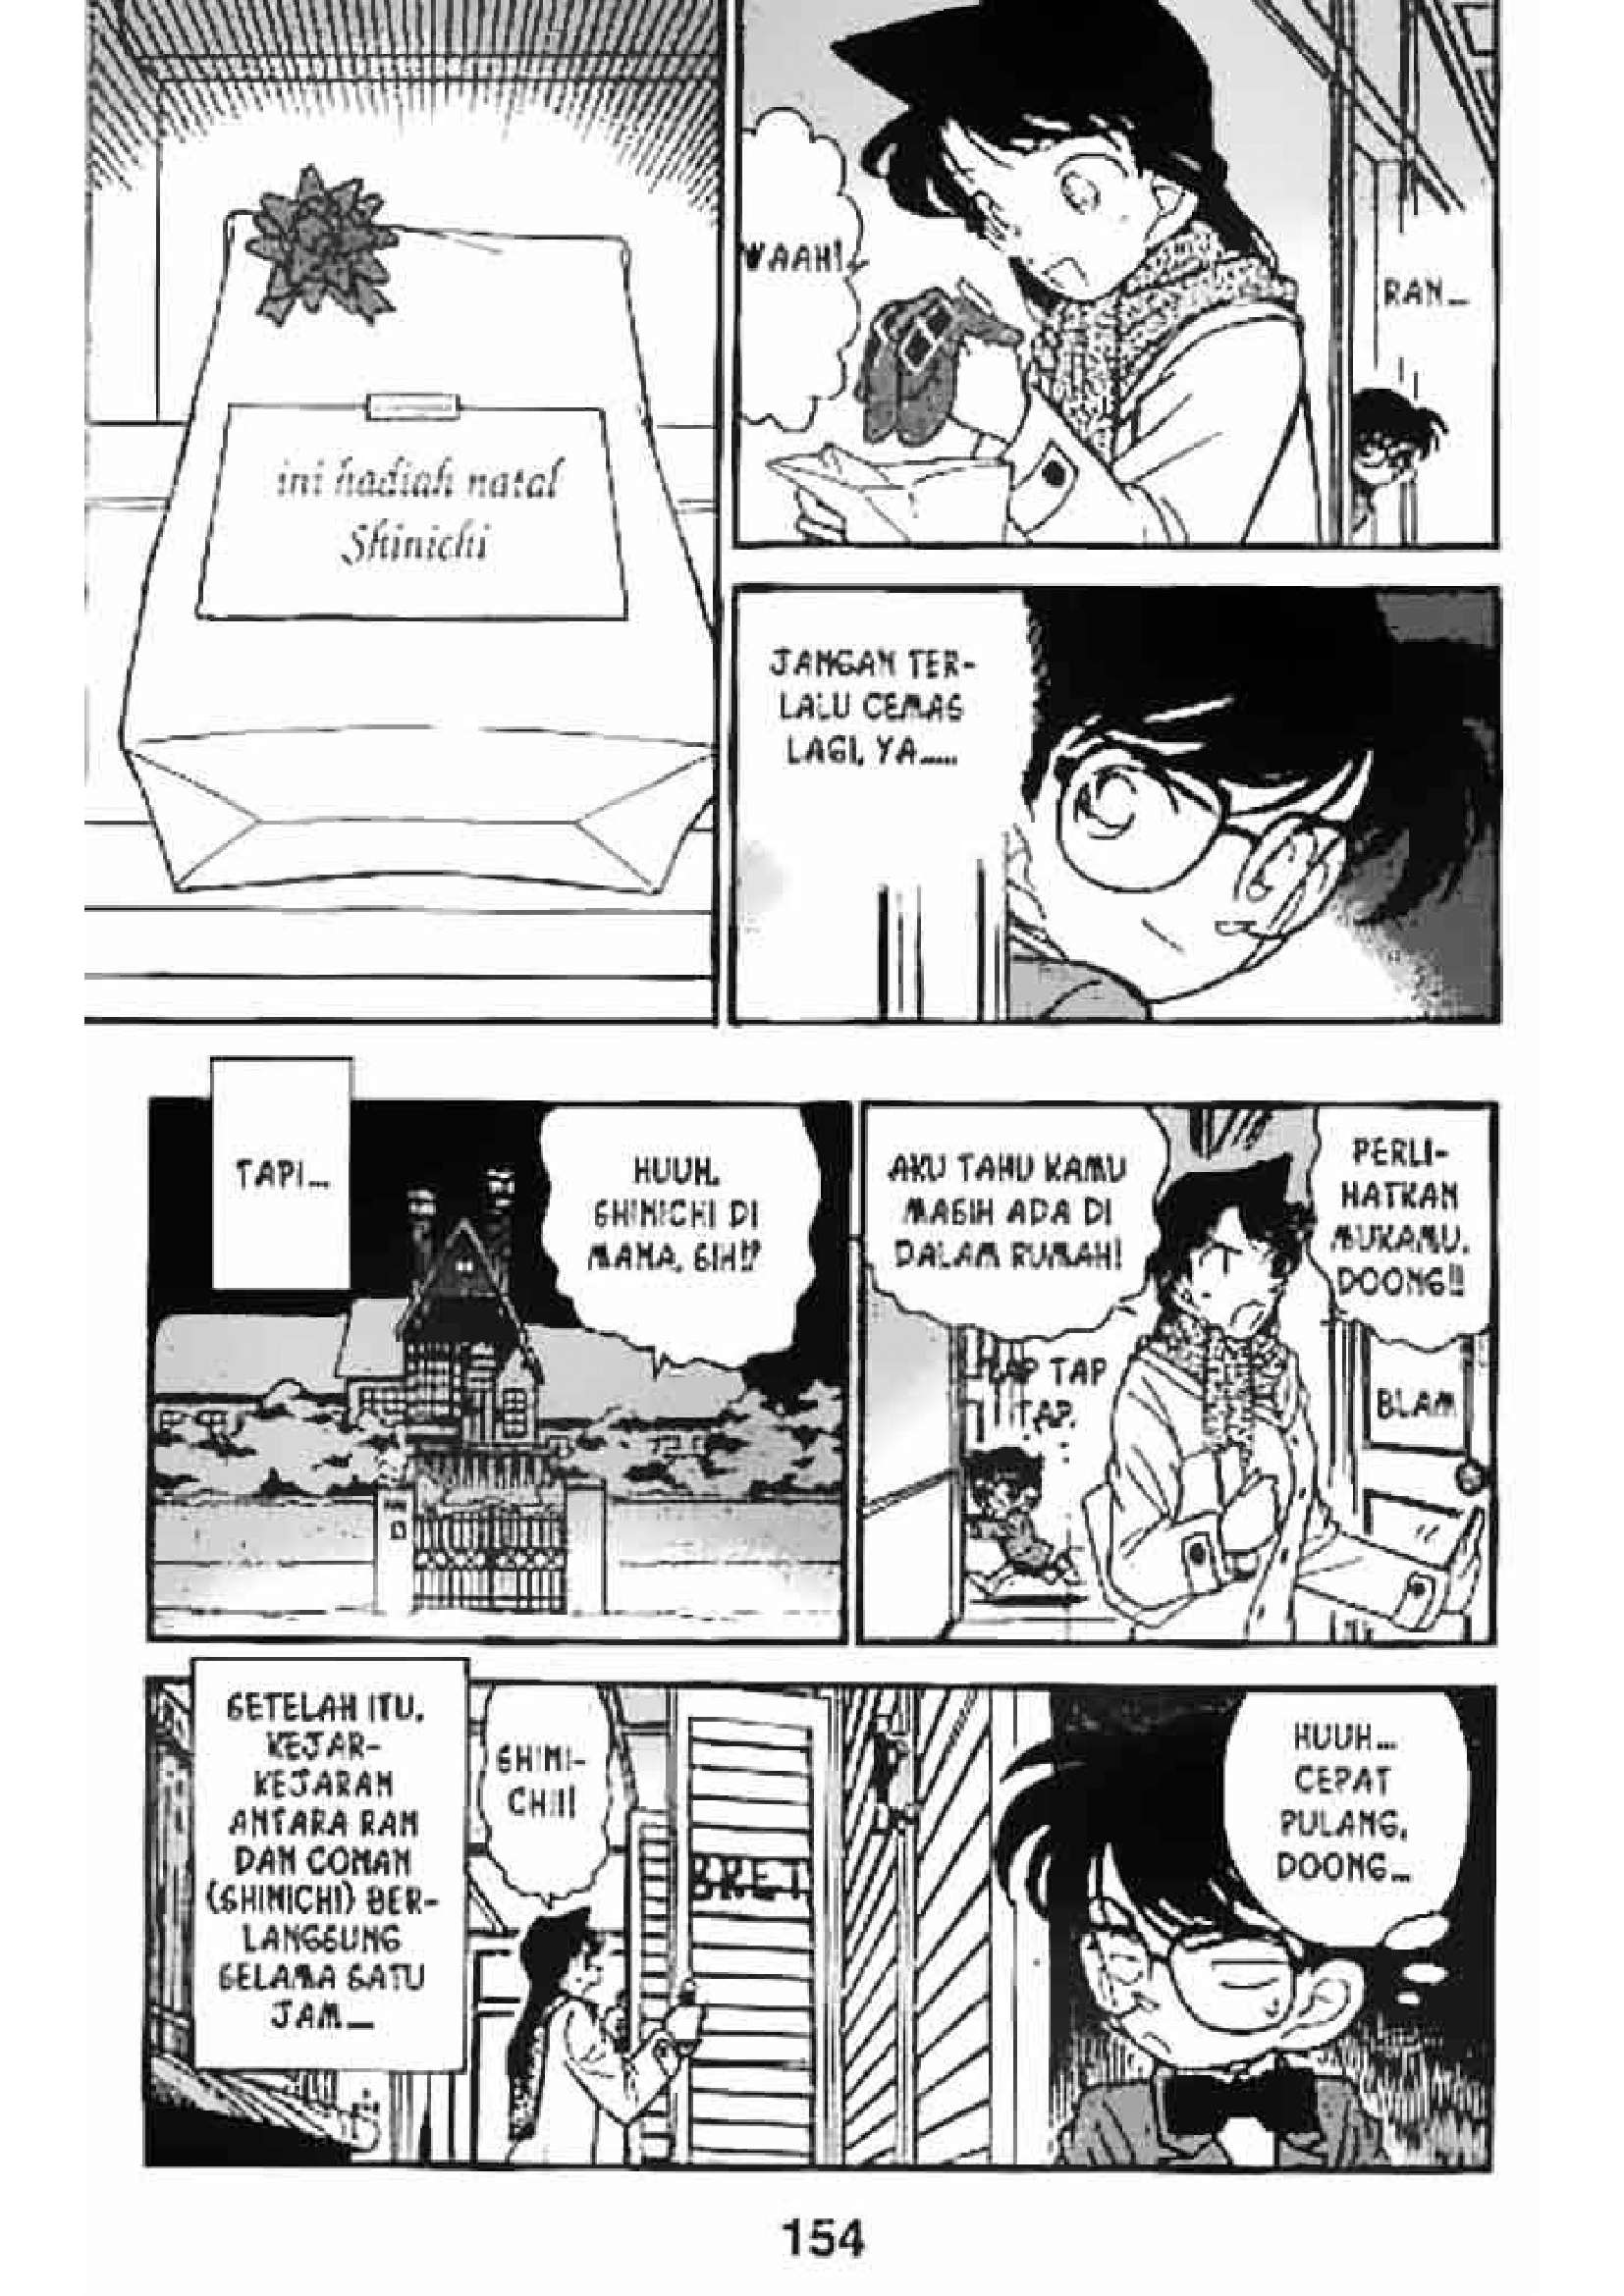 WAAH!
RAN...
ini hadiah natal
Shinichi
JANGAN TER-
LALU CEMAS
LAGI, YA.....
PERLI-
HATKAN
MUKAMU,
DOONG!!
AKU TAHU KAMU
MASIH ADA DI
DALAM RUMAH!
BLAM
TAP TAP
TAP.
HUUH,
SHINICHI DI
MANA, SIH!?
TAPI...
HUUH...
CEPAT
PULANG,
DOONG...
SHINI-
CHII!
BRET
SETELAH ITU,
KEJAR-
KEJARAN
ANTARA RAN
DAN CONAN
(SHINICHI) BER-
LANGSUNG
SELAMA SATU
JAM...
154